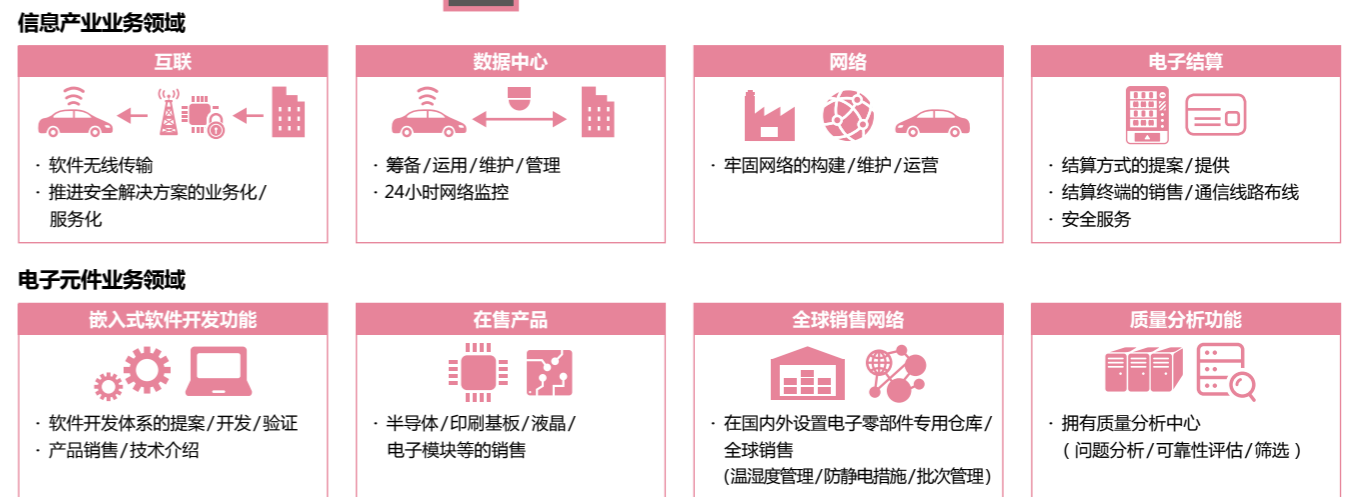 信息产业业务领域
互联
· 软件无线传输
· 推进安全解决方案的业务化/
服务化
数据中心
· 筹备/运用/维护/管理
· 24小时网络监控
网络
· 牢固网络的构建/维护/运营
电子结算
· 结算方式的提案/提供
· 结算终端的销售/通信线路布线
· 安全服务
电子元件业务领域
嵌入式软件开发功能
· 软件开发体系的提案/开发/验证
· 产品销售/技术介绍
在售产品
· 半导体/印刷基板/液晶/
电子模块等的销售
全球销售网络
· 在国内外设置电子零部件专用仓库/
全球销售
(温湿度管理/防静电措施/批次管理)
质量分析功能
· 拥有质量分析中心
(问题分析/可靠性评估/筛选)